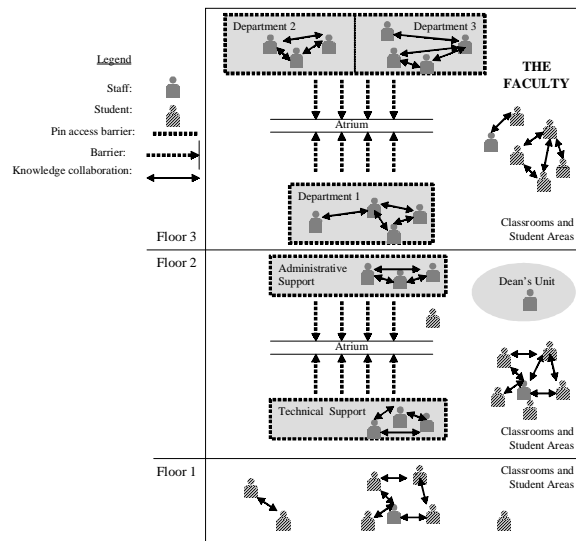 Department 2
Department 3
Legend
Staff:
Student:
Pin access barrier:
Barrier:
Knowledge collaboration:
THE
FACULTY
Atrium
Department 1
Classrooms and
Student Areas
Floor 3
Floor 2
Administrative
Support
Dean's Unit
Atrium
Technical Support
Classrooms and
Student Areas
Floor 1
Classrooms and
Student Areas